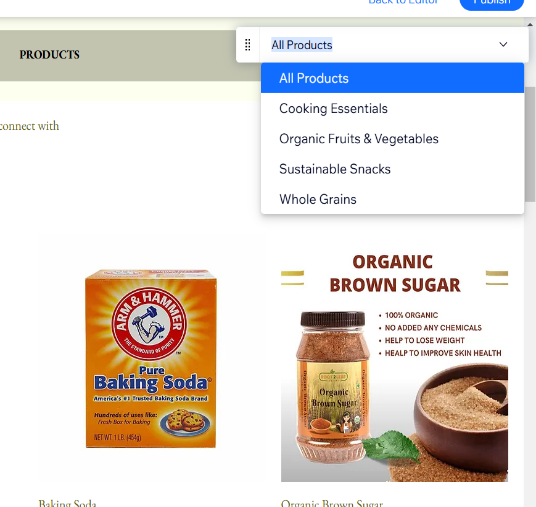 Back to Editor
Publish
PRODUCTS
All Products
All Products
Cooking Essentials
Organic Fruits & Vegetables
Sustainable Snacks
Whole Grains
connect with
ARM & HAMMER
THE STANDARD OF PURITY
Pure
Baking Soda
America's #1 Trusted Baking Soda Brand
Hundreds of uses like:
Fresh Box for Baking
NET WT 1 LB. (454g)
ORGANIC
BROWN SUGAR
• 100% ORGANIC
• NO ADDED ANY CHEMICALS
• HELP TO LOSE WEIGHT
• HEALP TO IMPROVE SKIN HEALTH
Organic
Brown Sugar
Baking Soda
Organic Brown Sugar